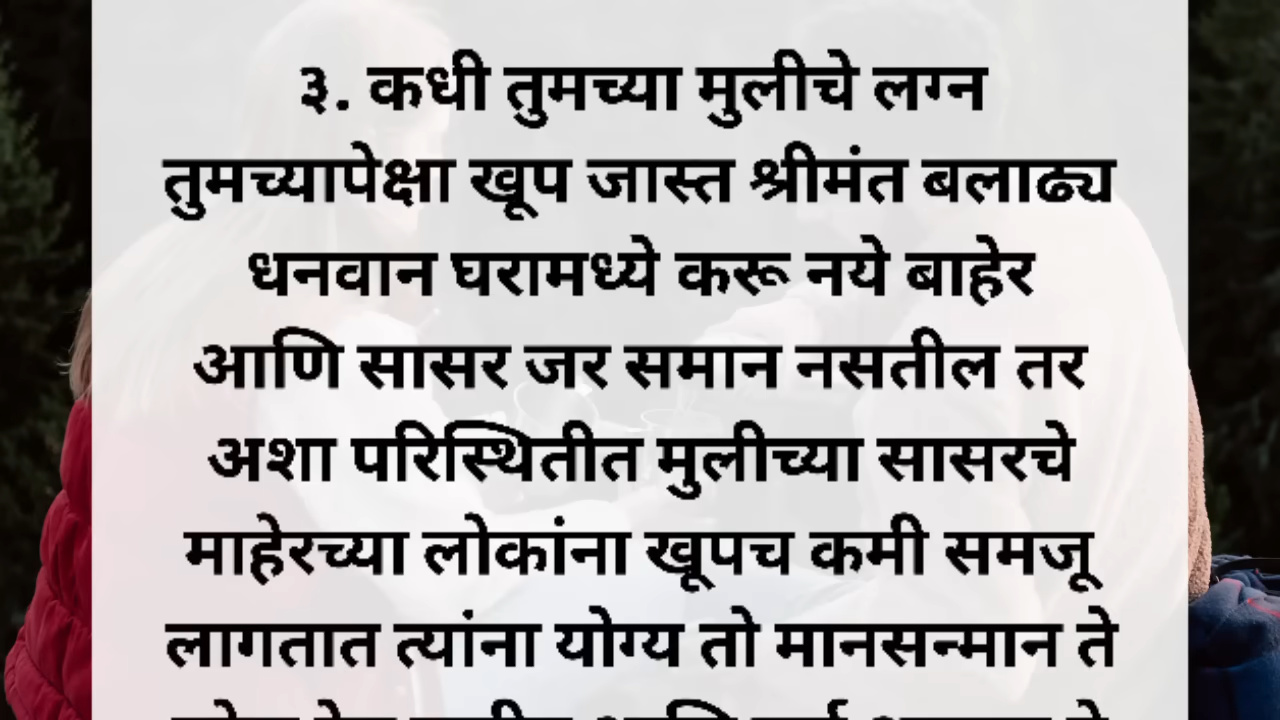 ३. कधी तुमच्या मुलीचे लग्न
तुमच्यापेक्षा खूप जास्त श्रीमंत बलाढ्य
धनवान घरामध्ये करू नये बाहेर
आणि सासर जर समान नसतील तर
अशा परिस्थितीत मुलीच्या सासरचे
माहेरच्या लोकांना खूपच कमी समजू
लागतात त्यांना योग्य तो मानसन्मान ते